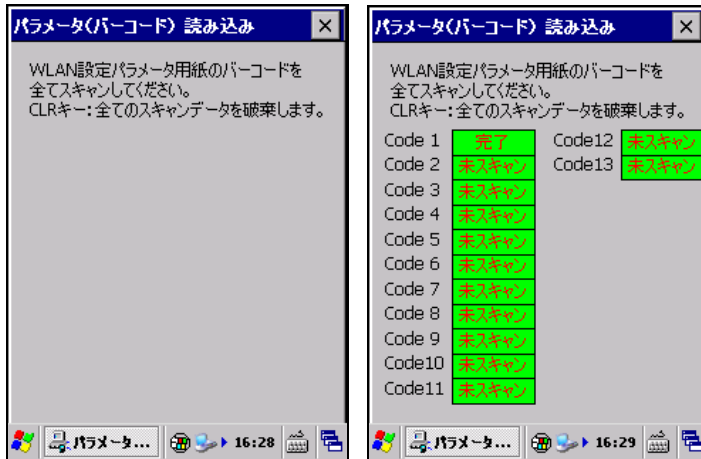 パラメータ(バーコード) 読み込み
WLAN設定パラメータ用紙のバーコードを
全てスキャンしてください。
CLRキー:全てのスキャンデータを破棄します。
パラメータ...
16:28
パラメータ(バーコード) 読み込み
WLAN設定パラメータ用紙のバーコードを
全てスキャンしてください。
CLRキー:全てのスキャンデータを破棄します。
Code 1 完了 Code12 未スキャン
Code 2 未スキャン Code13 未スキャン
Code 3 未スキャン
Code 4 未スキャン
Code 5 未スキャン
Code 6 未スキャン
Code 7 未スキャン
Code 8 未スキャン
Code 9 未スキャン
Code10 未スキャン
Code11 未スキャン
パラメータ...
16:29